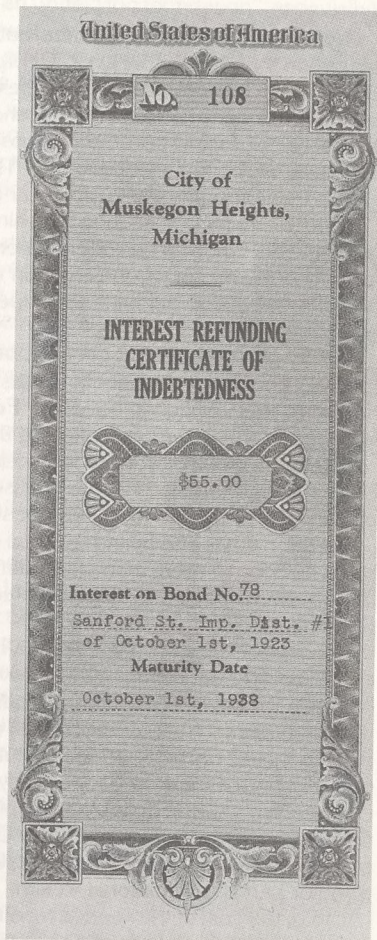 United States of America
No. 108
City of
Muskegon Heights,
Michigan
INTEREST REFUNDING
CERTIFICATE OF
INDEBTEDNESS
$55.00
Interest on Bond No. 78
Sanford St. Imp. Dist. #1
of October 1st, 1923
Maturity Date
October 1st, 1938